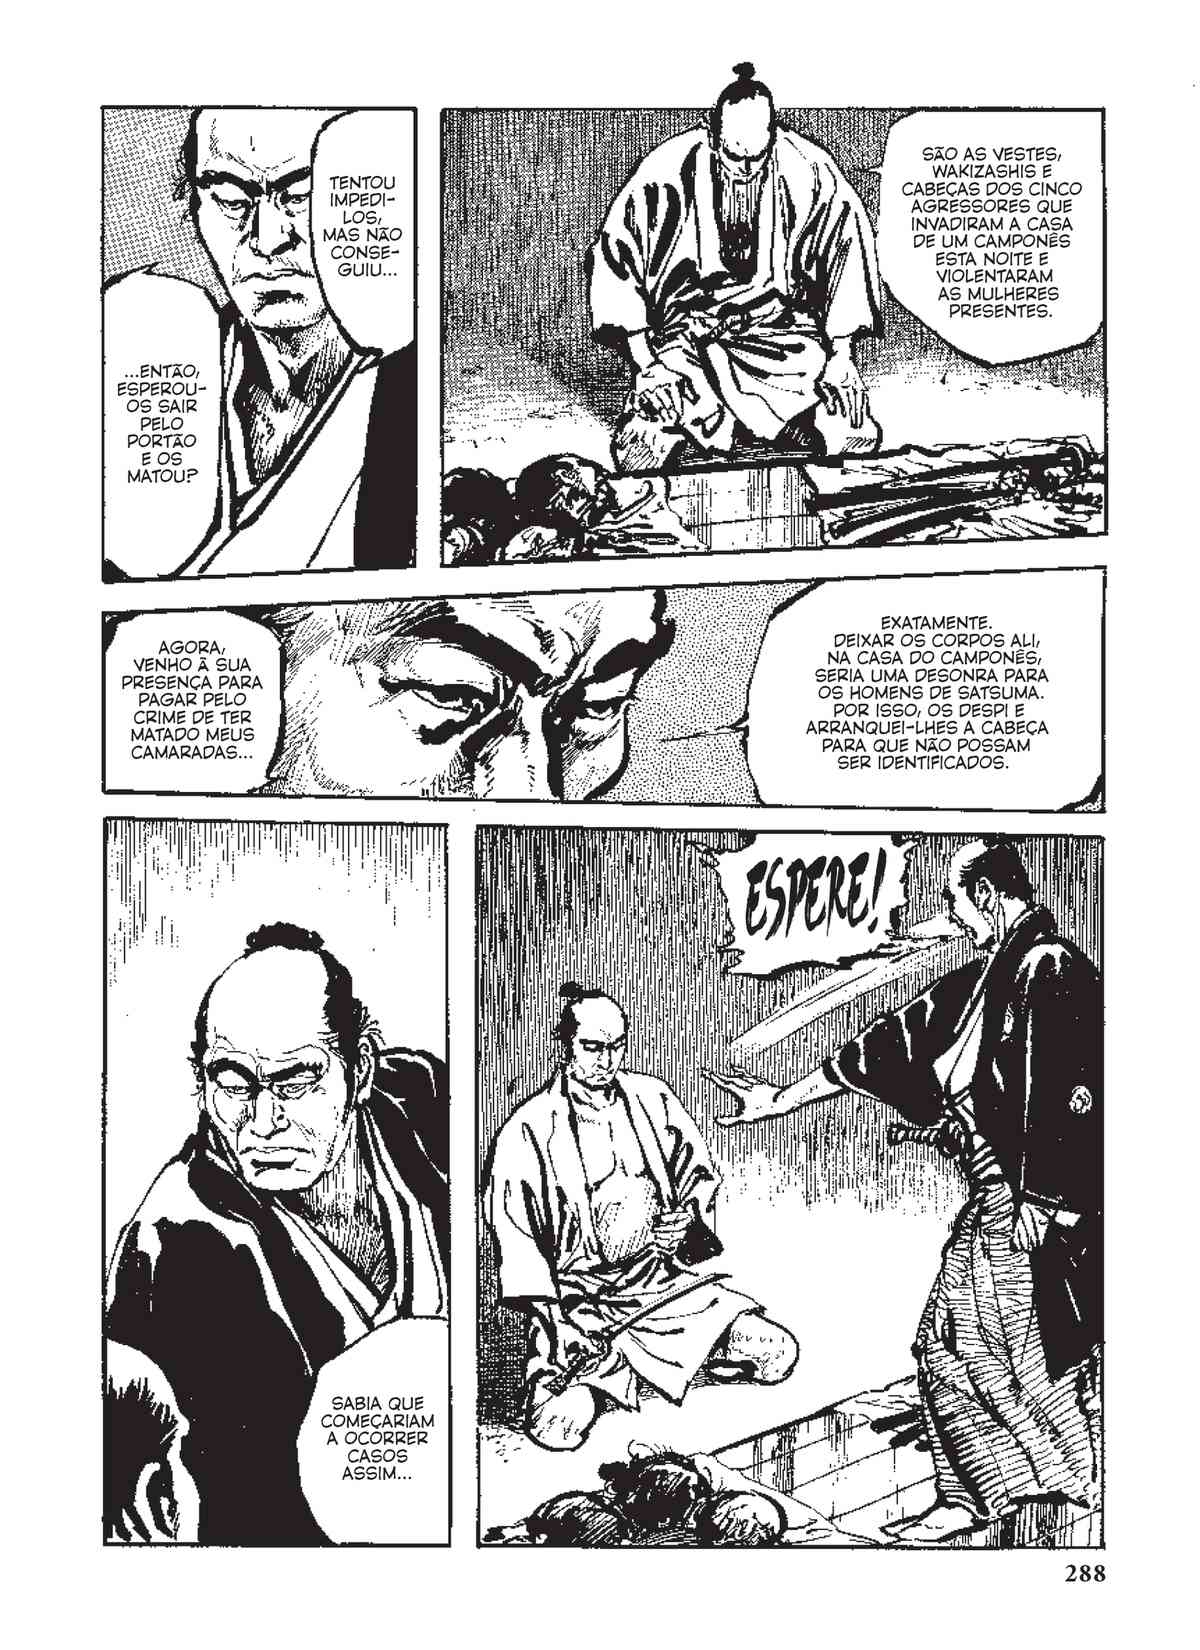 SÃO AS VESTES,
WAKIZASHIS E
CABEÇAS DOS CINCO
AGRESSORES QUE
INVADIRAM A CASA
DE UM CAMPONÊS
ESTA NOITE E
VIOLENTARAM
AS MULHERES
PRESENTES.
TENTOU
IMPEDI-
LOS,
MAS NÃO
CONSE-
GUIU...
...ENTÃO,
ESPEROU-
OS SAIR
PELO
PORTÃO
E OS
MATOU?
EXATAMENTE.
DEIXAR OS CORPOS ALI,
NA CASA DO CAMPONÊS,
SERIA UMA DESONRA PARA
OS HOMENS DE SATSUMA.
POR ISSO, OS DESPI E
ARRANQUEI-LHES A CABEÇA
PARA QUE NÃO POSSAM
SER IDENTIFICADOS.
AGORA,
VENHO À SUA
PRESENÇA PARA
PAGAR PELO
CRIME DE TER
MATADO MEUS
CAMARADAS...
ESPERE!
SABIA QUE
COMEÇARIAM
A OCORRER
CASOS
ASSIM...
288